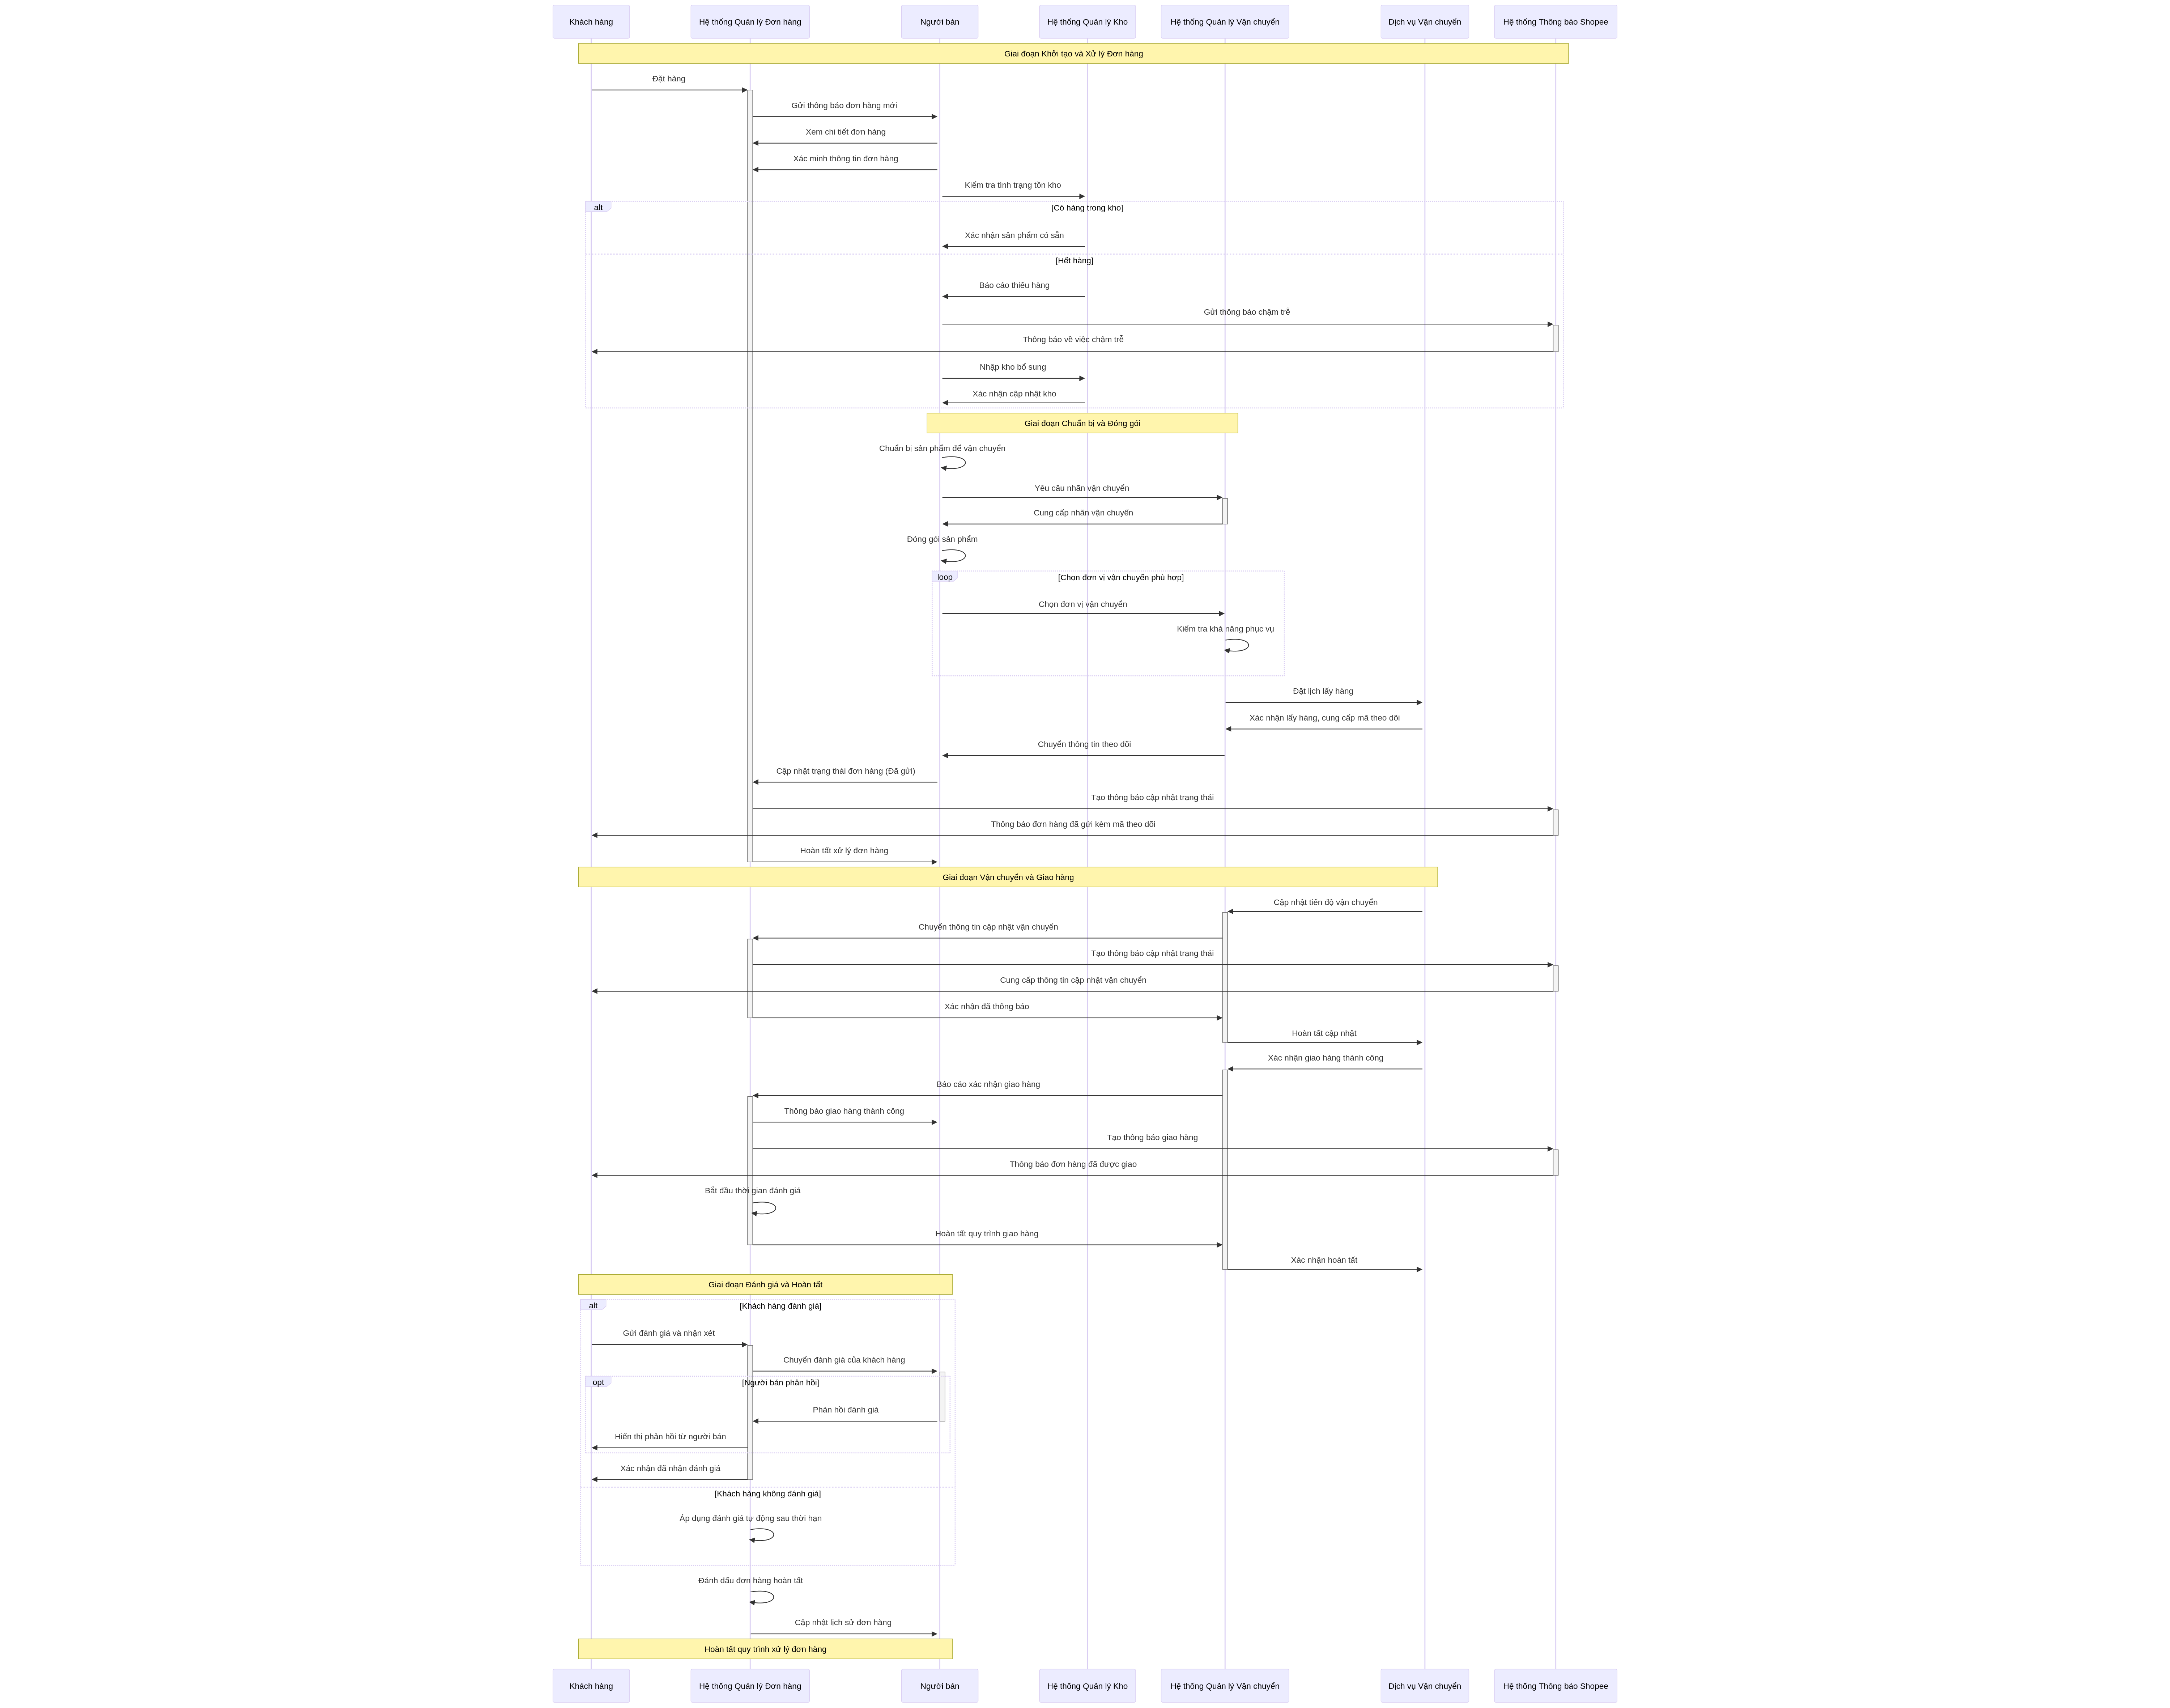 Khách hàng
Hệ thống Quản lý Đơn hàng
Người bán
Hệ thống Quản lý Kho
Hệ thống Quản lý Vận chuyển
Dịch vụ Vận chuyển
Hệ thống Thông báo Shopee
Giai đoạn Khởi tạo và Xử lý Đơn hàng
Đặt hàng
Gửi thông báo đơn hàng mới
Xem chi tiết đơn hàng
Xác minh thông tin đơn hàng
Kiểm tra tình trạng tồn kho
alt
[Có hàng trong kho]
Xác nhận sản phẩm có sẵn
[Hết hàng]
Báo cáo thiếu hàng
Gửi thông báo chậm trễ
Thông báo về việc chậm trễ
Nhập kho bổ sung
Xác nhận cập nhật kho
Giai đoạn Chuẩn bị và Đóng gói
Chuẩn bị sản phẩm để vận chuyển
Yêu cầu nhãn vận chuyển
Cung cấp nhãn vận chuyển
Đóng gói sản phẩm
loop
[Chọn đơn vị vận chuyển phù hợp]
Chọn đơn vị vận chuyển
Kiểm tra khả năng phục vụ
Đặt lịch lấy hàng
Xác nhận lấy hàng, cung cấp mã theo dõi
Chuyển thông tin theo dõi
Cập nhật trạng thái đơn hàng (Đã gửi)
Tạo thông báo cập nhật trạng thái
Thông báo đơn hàng đã gửi kèm mã theo dõi
Hoàn tất xử lý đơn hàng
Giai đoạn Vận chuyển và Giao hàng
Cập nhật tiến độ vận chuyển
Chuyển thông tin cập nhật vận chuyển
Tạo thông báo cập nhật trạng thái
Cung cấp thông tin cập nhật vận chuyển
Xác nhận đã thông báo
Hoàn tất cập nhật
Xác nhận giao hàng thành công
Báo cáo xác nhận giao hàng
Thông báo giao hàng thành công
Tạo thông báo giao hàng
Thông báo đơn hàng đã được giao
Bắt đầu thời gian đánh giá
Hoàn tất quy trình giao hàng
Xác nhận hoàn tất
Giai đoạn Đánh giá và Hoàn tất
alt
[Khách hàng đánh giá]
Gửi đánh giá và nhận xét
Chuyển đánh giá của khách hàng
opt
[Người bán phản hồi]
Phản hồi đánh giá
Hiển thị phản hồi từ người bán
Xác nhận đã nhận đánh giá
[Khách hàng không đánh giá]
Áp dụng đánh giá tự động sau thời hạn
Đánh dấu đơn hàng hoàn tất
Cập nhật lịch sử đơn hàng
Hoàn tất quy trình xử lý đơn hàng
Khách hàng
Hệ thống Quản lý Đơn hàng
Người bán
Hệ thống Quản lý Kho
Hệ thống Quản lý Vận chuyển
Dịch vụ Vận chuyển
Hệ thống Thông báo Shopee